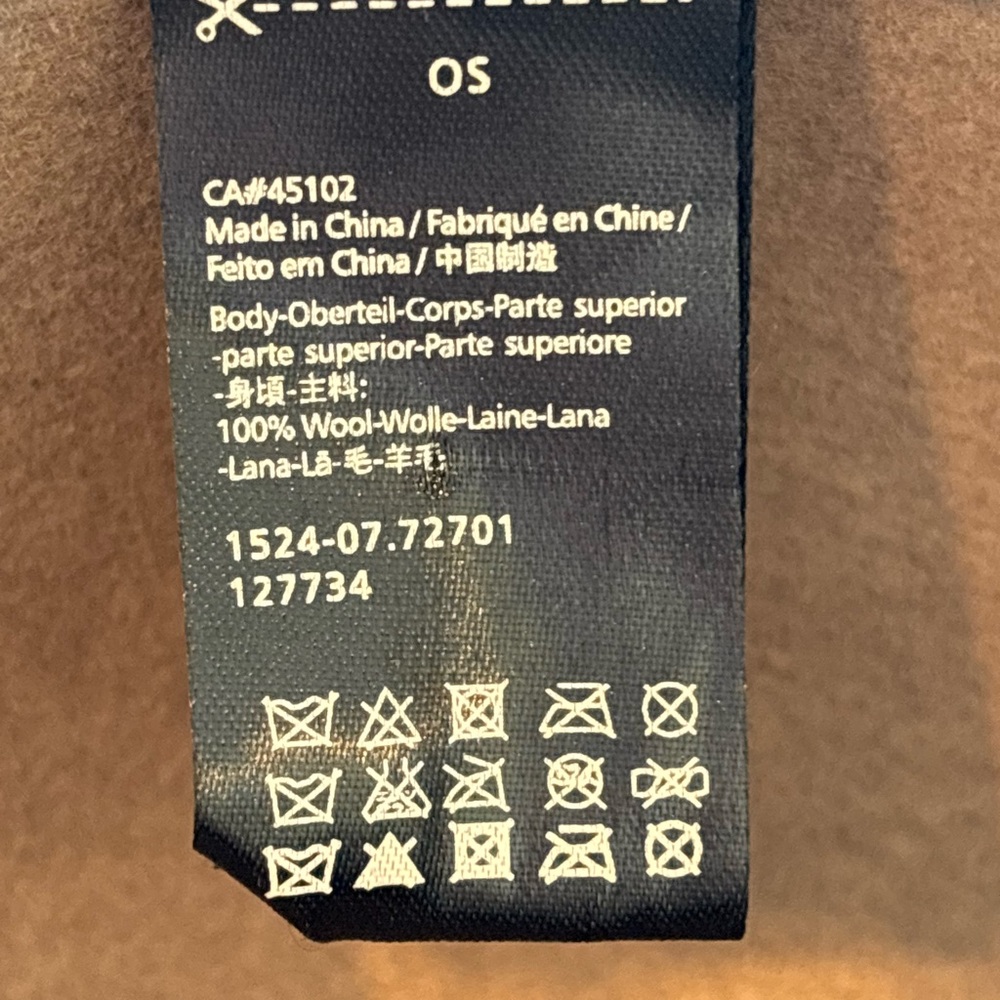 OS
CA#45102
Made in China / Fabriqué en Chine /
Feito em China / 中国制造
Body-Oberteil-Corps-Parte superior
-parte superior-Parte superiore
-身頃-主料:
100% Wool-Wolle-Laine-Lana
-Lana-Lã-毛-羊毛
1524-07.72701
127734